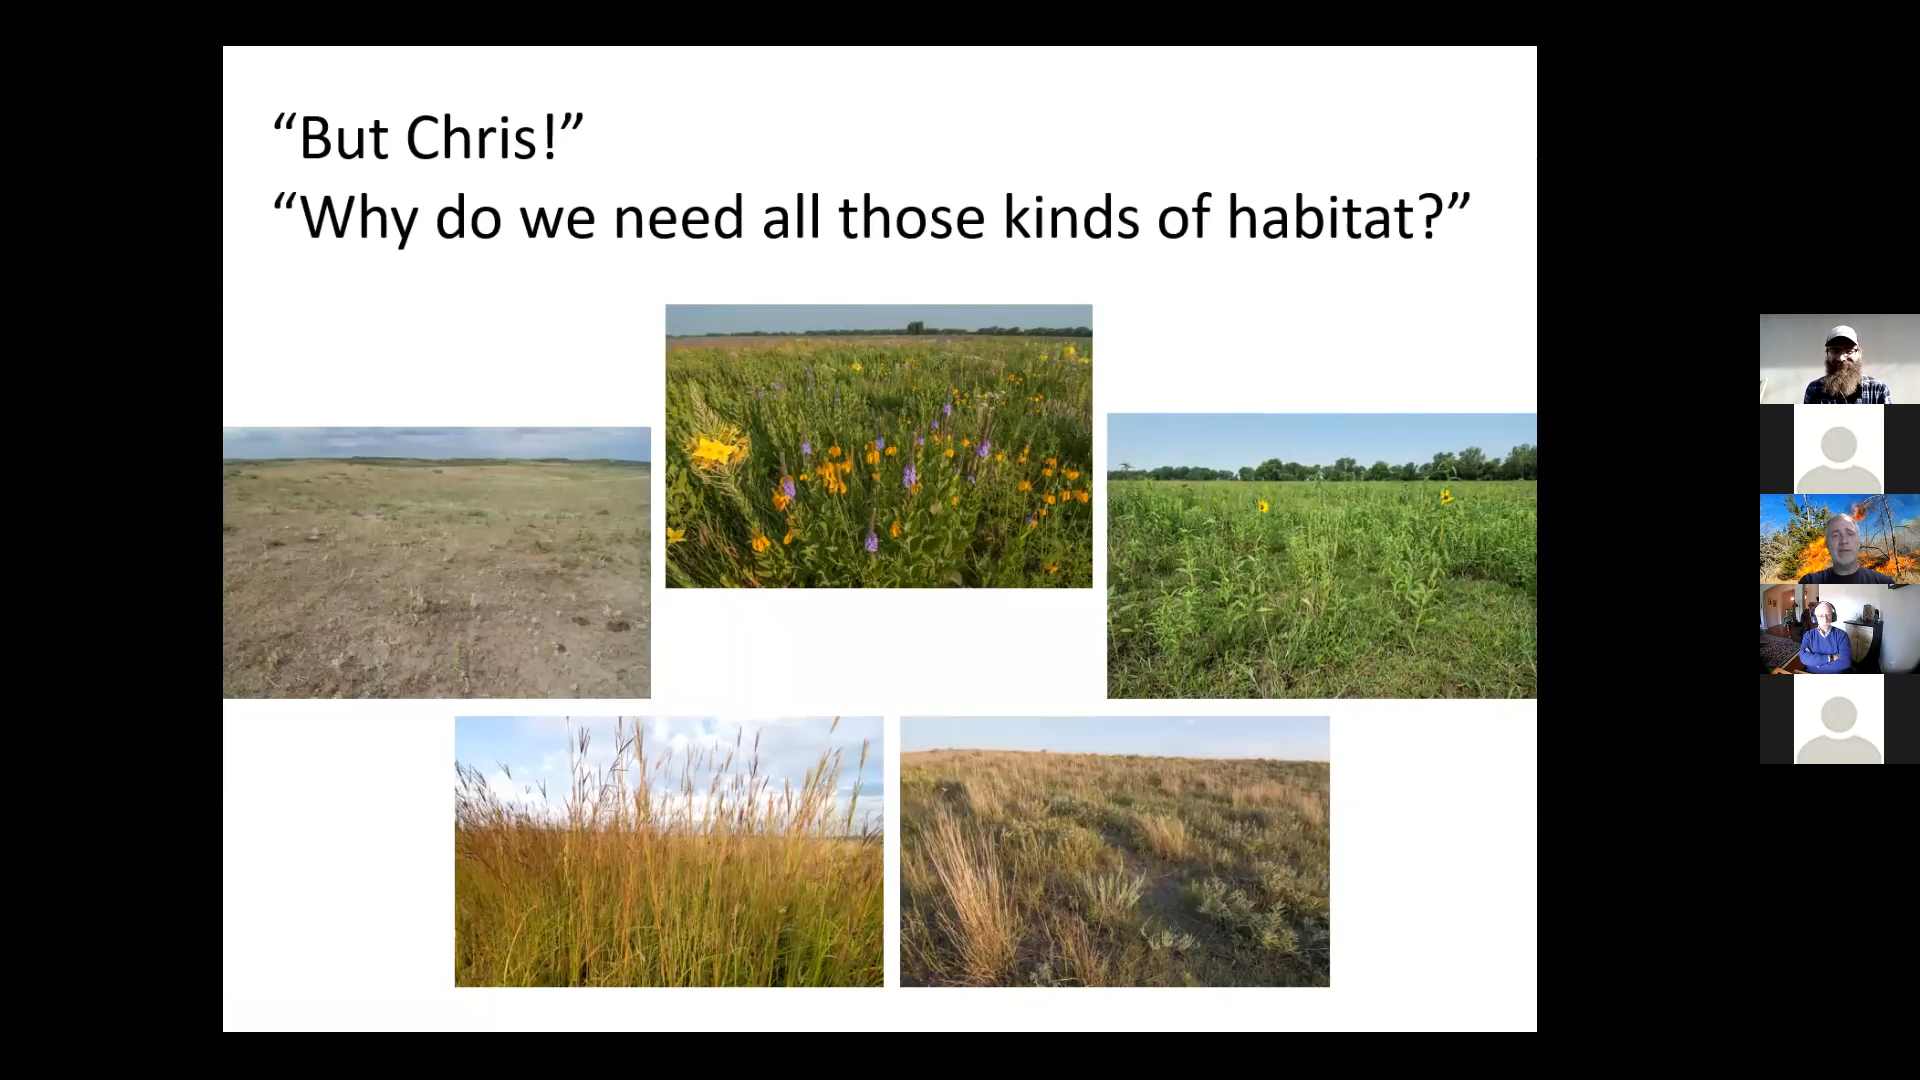 “But Chris!”
“Why do we need all those kinds of habitat?”